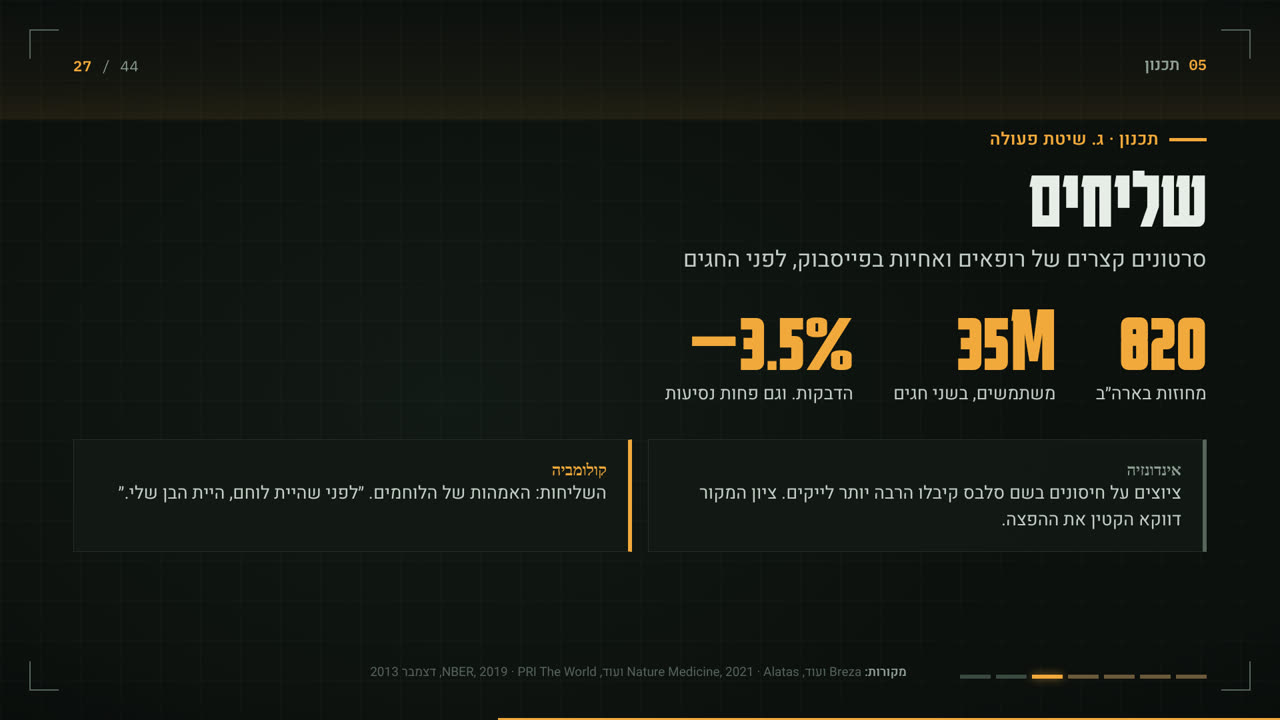 05 תכנון
27 / 44
תכנון · ג. שיטת פעולה
שליחים
סרטונים קצרים של רופאים ואחיות בפייסבוק, לפני החגים
820
מחוזות בארה״ב
35M
משתמשים, בשני חגים
−3.5%
הדבקות. וגם פחות נסיעות
אינדונזיה
ציוצים על חיסונים בשם סלבס קיבלו הרבה יותר לייקים. ציון המקור
דווקא הקטין את ההפצה.
קולומביה
השליחות: האמהות של הלוחמים. ״לפני שהיית לוחם, היית הבן שלי.״
מקורות: Breza ועוד, Nature Medicine, 2021 · Alatas ועוד, NBER, 2019 · PRI The World, דצמבר 2013